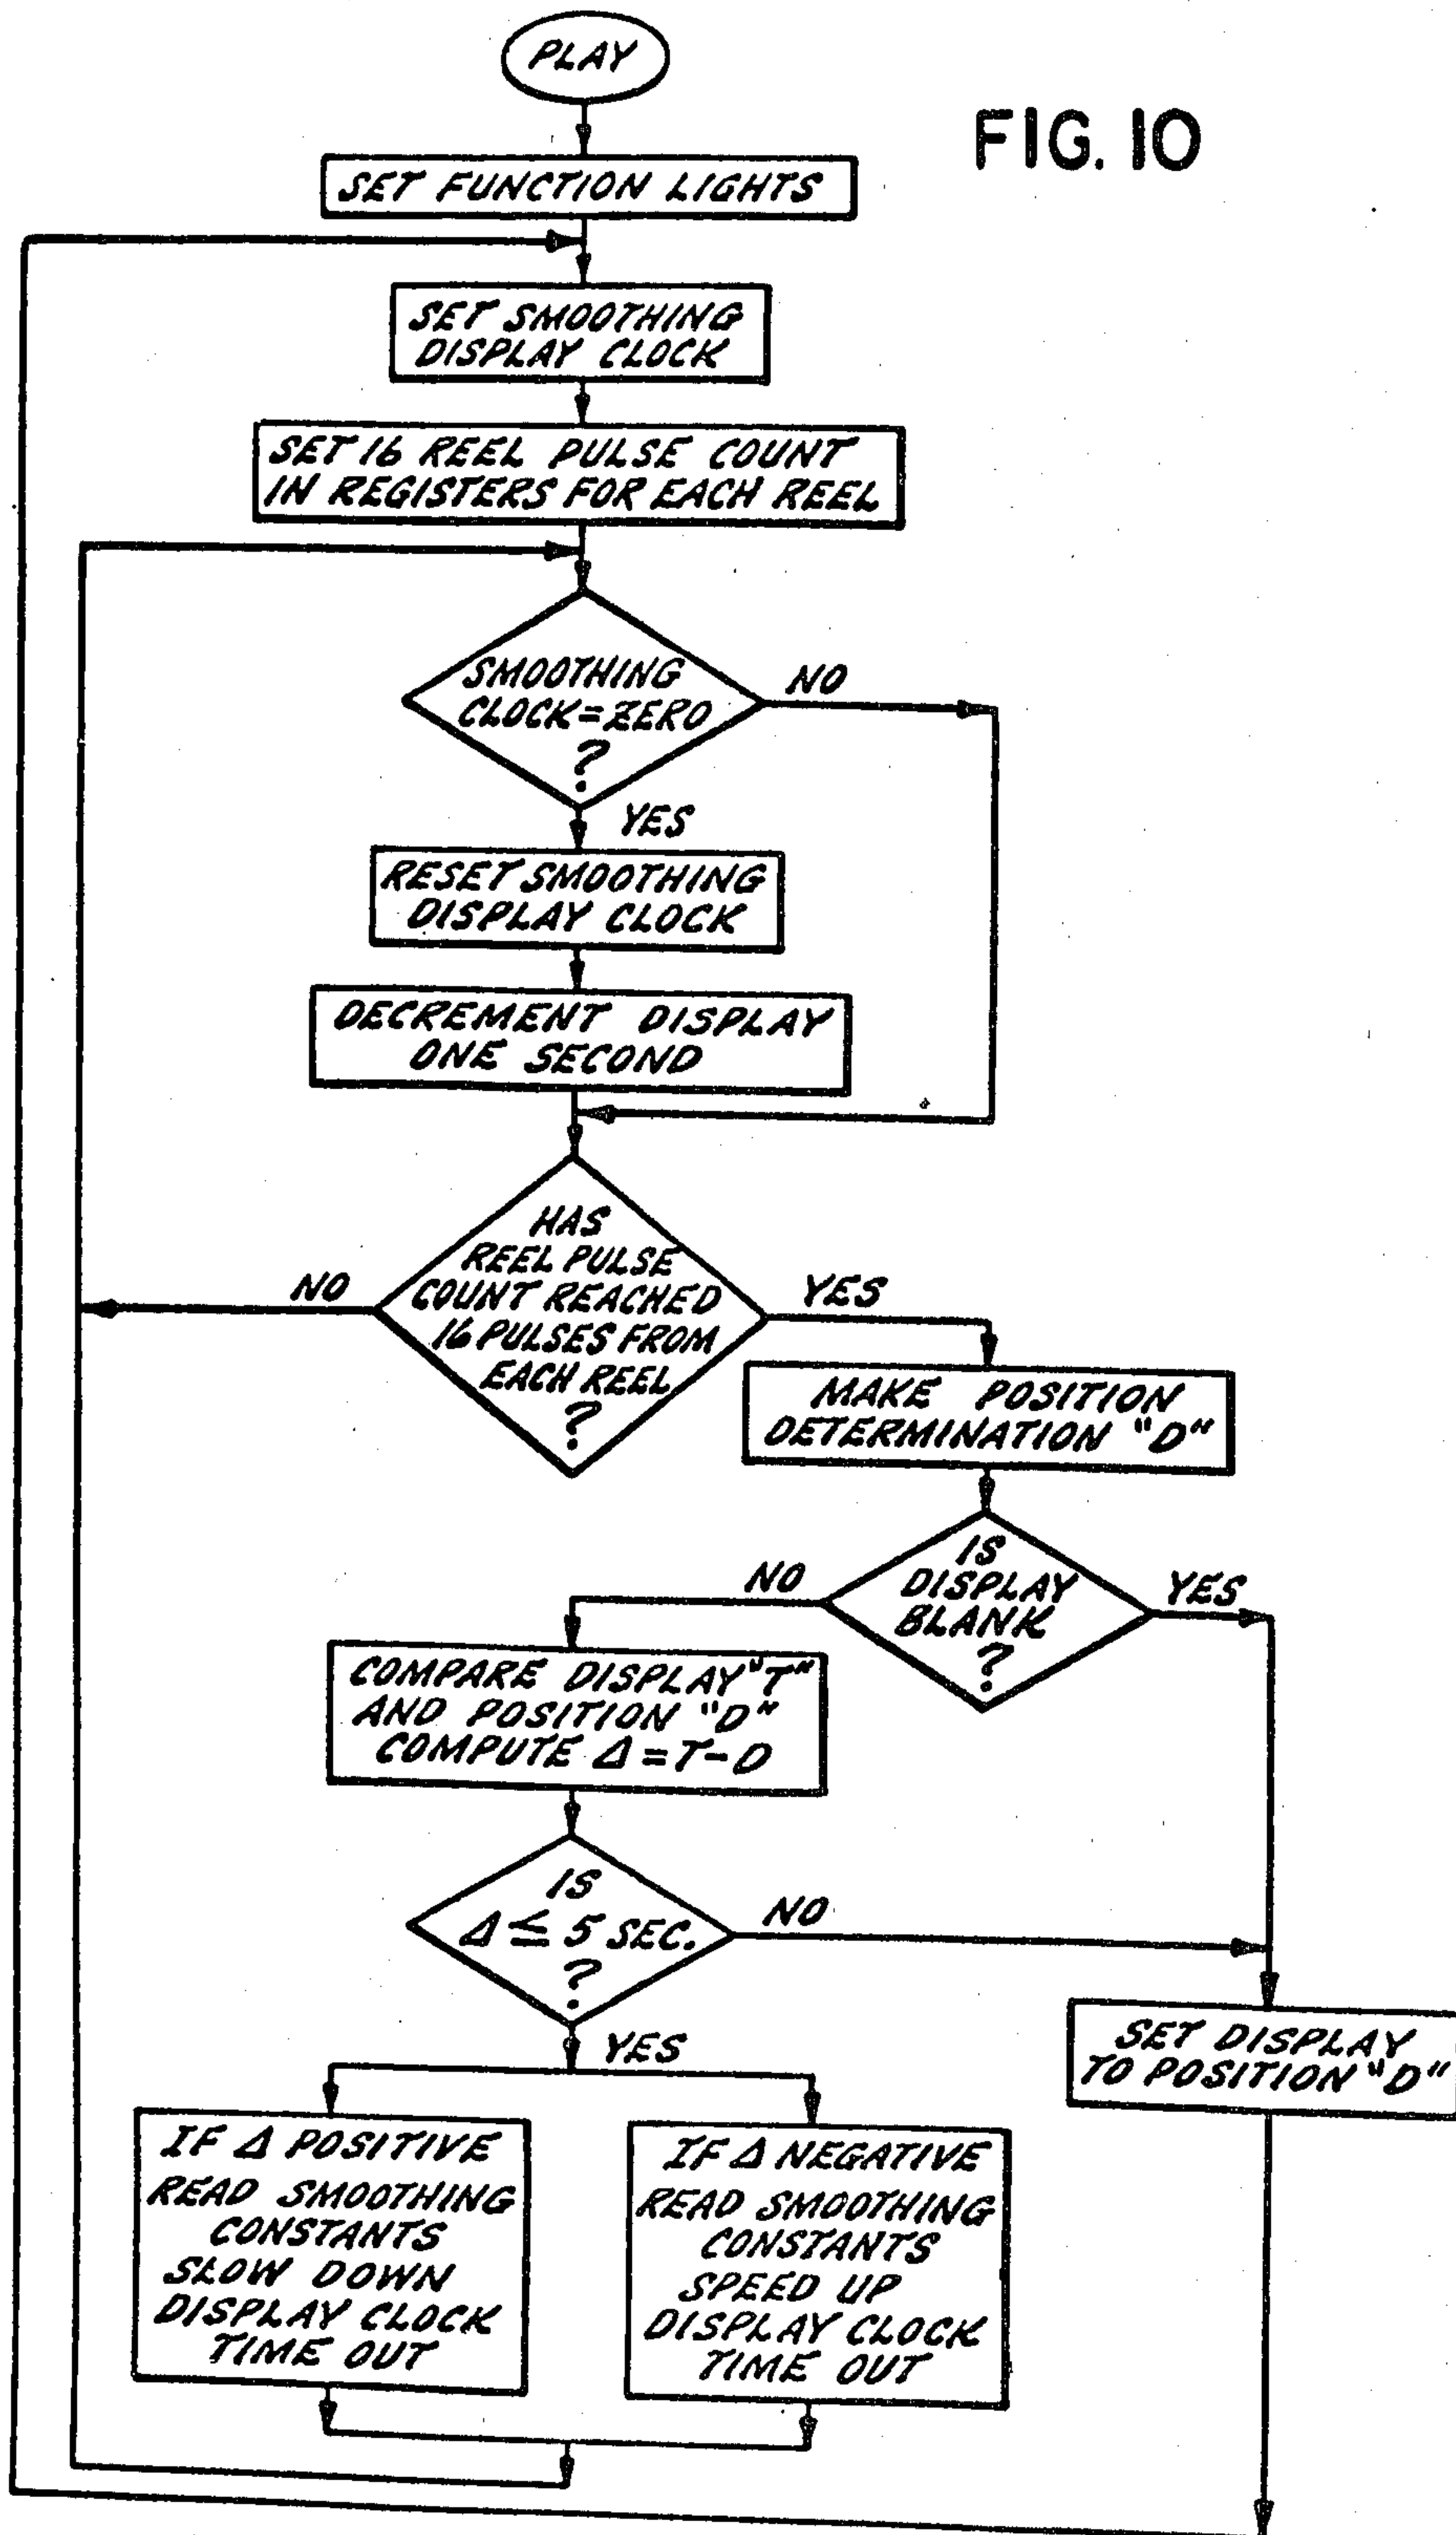 PLAY
FIG. 10
SET FUNCTION LIGHTS
SET SMOOTHING
DISPLAY CLOCK
SET 16 REEL PULSE COUNT
IN REGISTERS FOR EACH REEL
SMOOTHING
CLOCK=ZERO
?
NO
YES
RESET SMOOTHING
DISPLAY CLOCK
DECREMENT DISPLAY
ONE SECOND
HAS
REEL PULSE
COUNT REACHED
16 PULSES FROM
EACH REEL
?
NO
YES
MAKE POSITION
DETERMINATION "D"
IS
DISPLAY
BLANK
?
NO
YES
COMPARE DISPLAY "T"
AND POSITION "D"
COMPUTE Δ = T-D
IS
Δ ≤ 5 SEC.
?
NO
YES
SET DISPLAY
TO POSITION "D"
IF Δ POSITIVE
READ SMOOTHING
CONSTANTS
SLOW DOWN
DISPLAY CLOCK
TIME OUT
IF Δ NEGATIVE
READ SMOOTHING
CONSTANTS
SPEED UP
DISPLAY CLOCK
TIME OUT